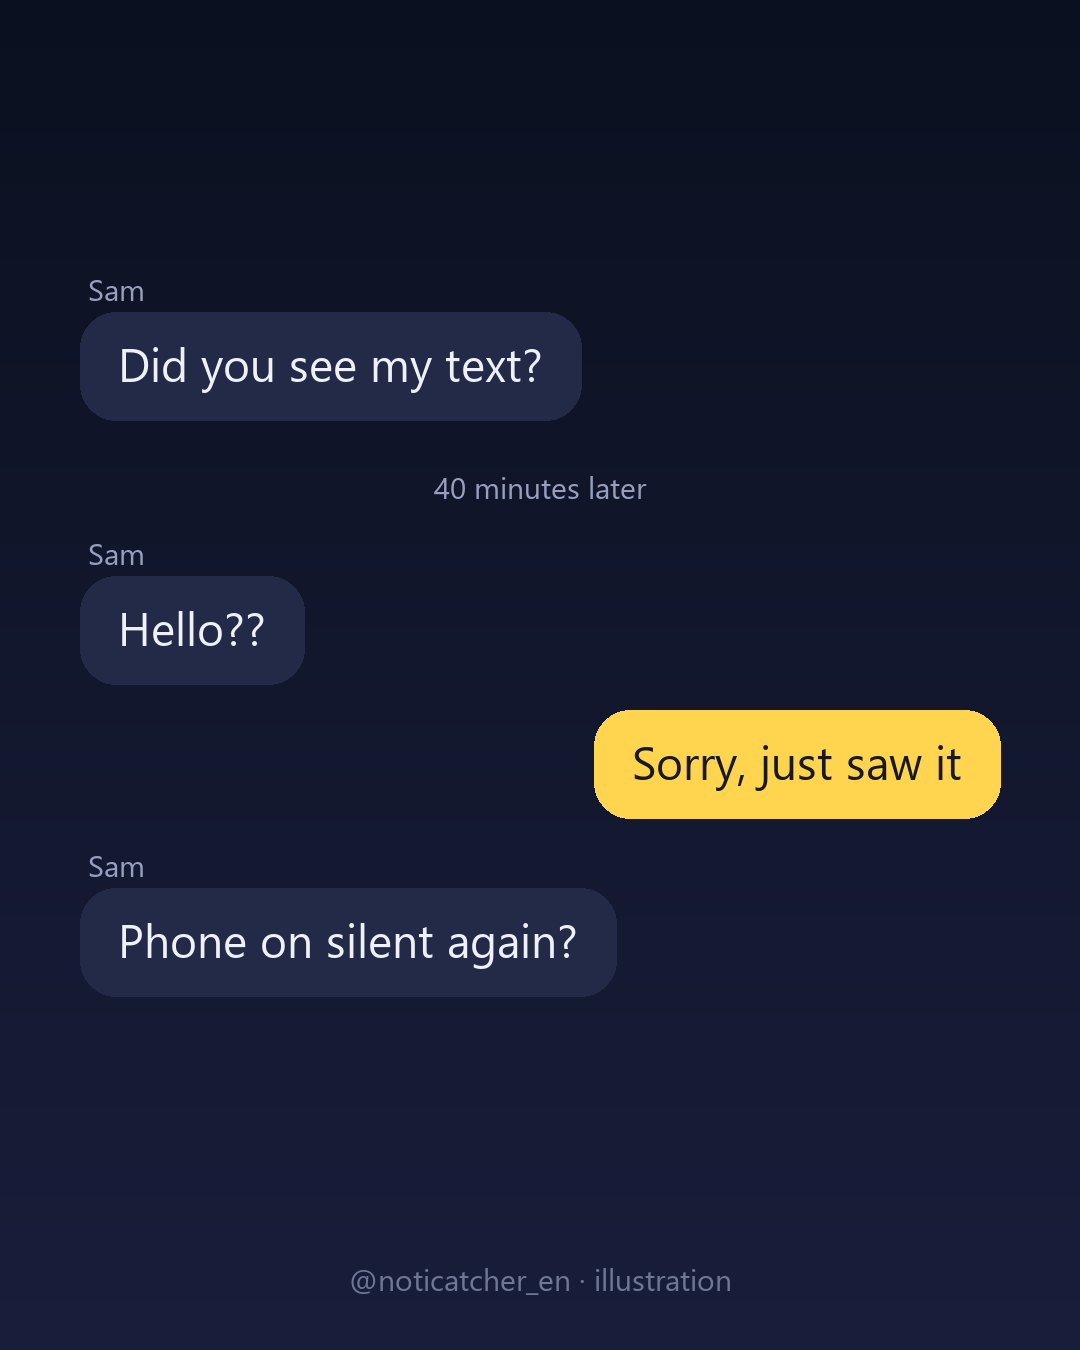 Sam
Did you see my text?
40 minutes later
Sam
Hello??
Sorry, just saw it
Sam
Phone on silent again?
@noticatcher_en · illustration